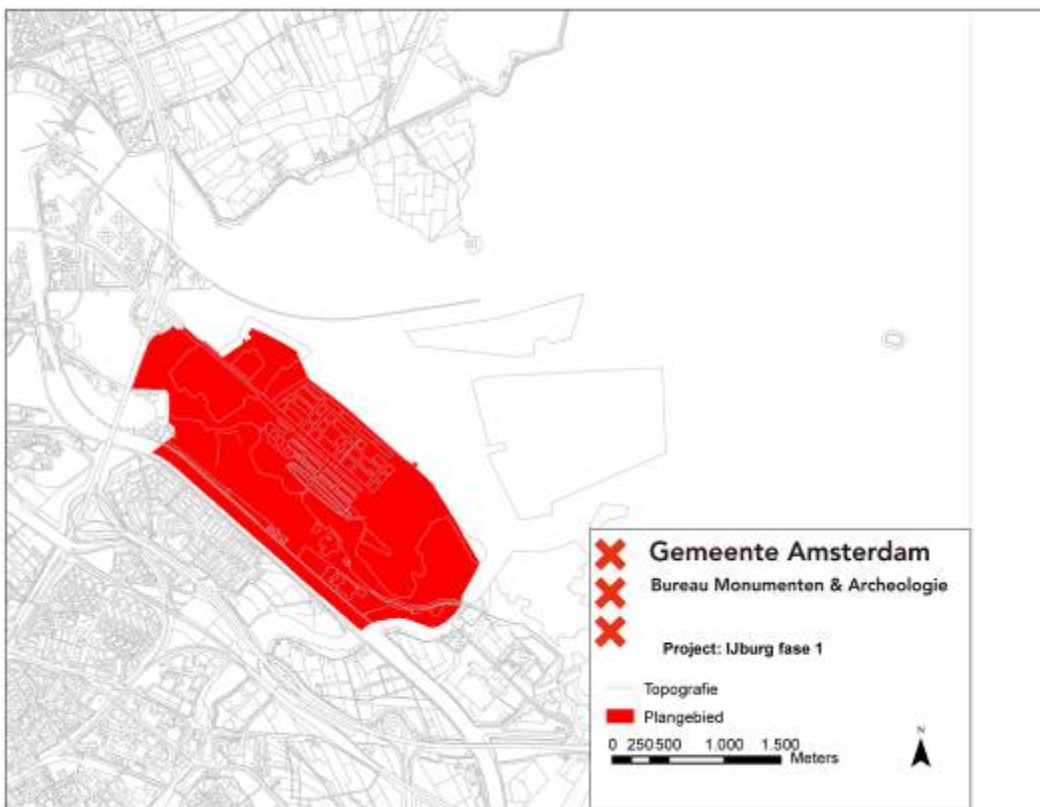 Gemeente Amsterdam
Bureau Monumenten & Archeologie
Project: IJburg fase 1
Topografie
Plangebied
0 250 500 1.000 1.500
Meters
N